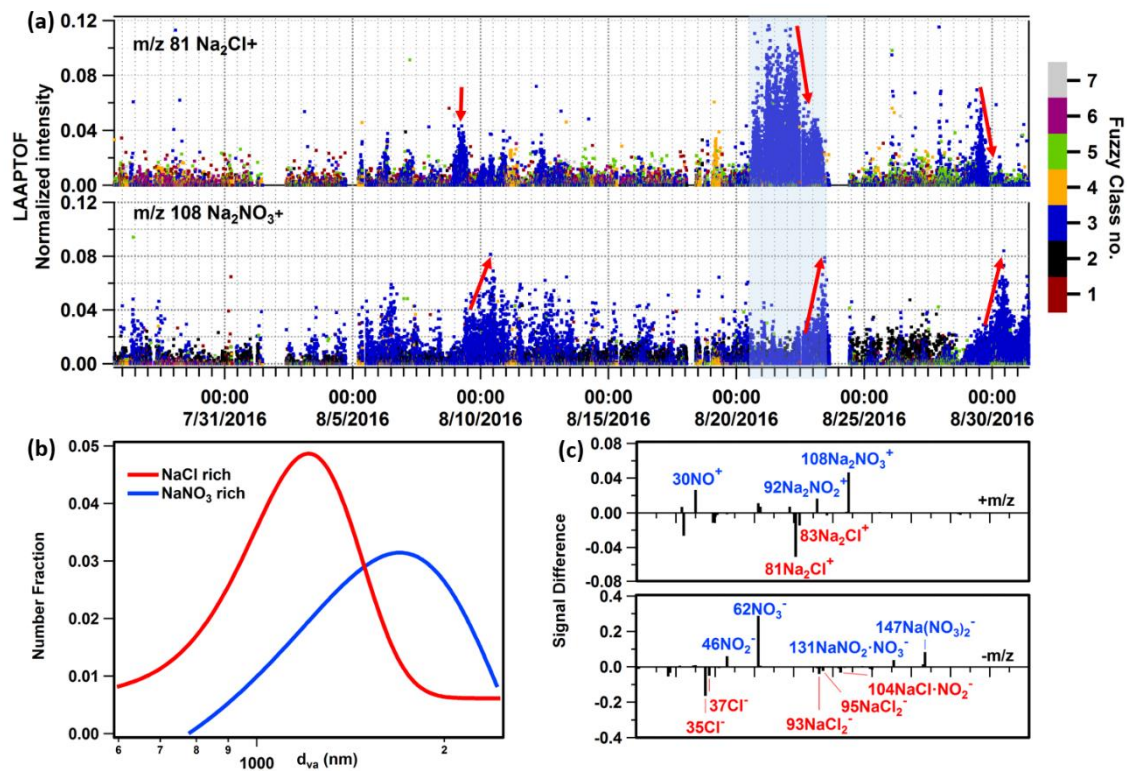 (a)
LAAPTOF
Normalized intensity
0.12
0.08
0.04
0.00
m/z 81 Na₂Cl+
0.12
0.08
0.04
0.00
m/z 108 Na₂NO₃+
00:00 00:00 00:00 00:00 00:00 00:00 00:00
7/31/2016 8/5/2016 8/10/2016 8/15/2016 8/20/2016 8/25/2016 8/30/2016
7
6
5
4
3
2
1
Fuzzy Class no.
(b)
Number Fraction
0.05
0.04
0.03
0.02
0.01
0.00
NaCl rich
NaNO₃ rich
6 7 8 9 1000 2
dva (nm)
(c)
Signal Difference
0.08
0.04
0.00
-0.04
-0.08
108Na₂NO₃⁺
30NO⁺
92Na₂NO₂⁺
+m/z
83Na₂Cl⁺
81Na₂Cl⁺
0.4
0.2
0.0
-0.2
-0.4
62NO₃⁻
147Na(NO₃)₂⁻
46NO₂⁻
131NaNO₂·NO₃⁻
-m/z
37Cl⁻
104NaCl·NO₂⁻
95NaCl₂⁻
35Cl⁻
93NaCl₂⁻